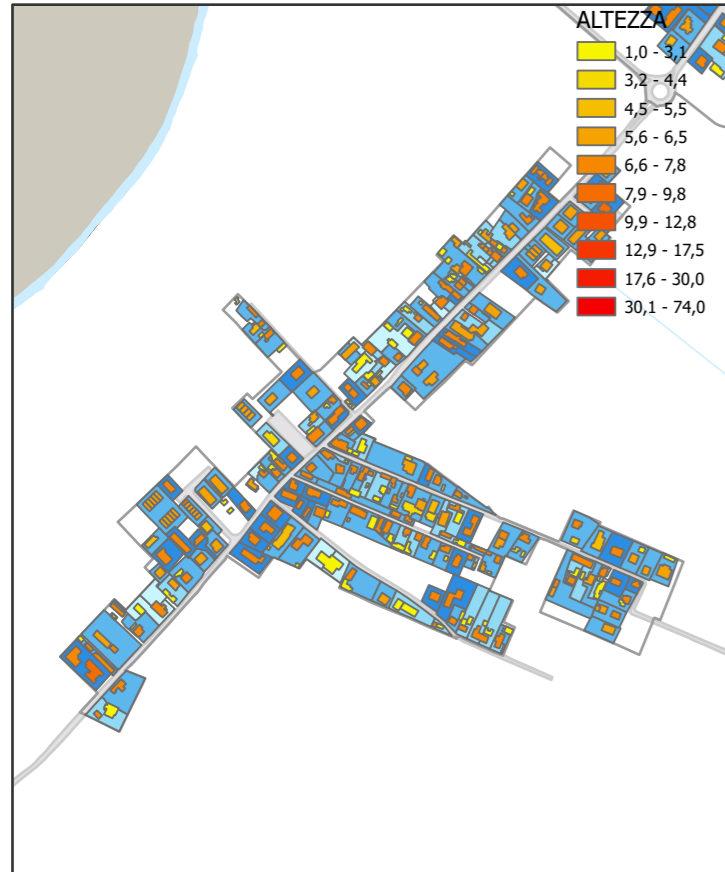 ALTEZZA
1,0 - 3,1
3,2 - 4,4
4,5 - 5,5
5,6 - 6,5
6,6 - 7,8
7,9 - 9,8
9,9 - 12,8
12,9 - 17,5
17,6 - 30,0
30,1 - 74,0